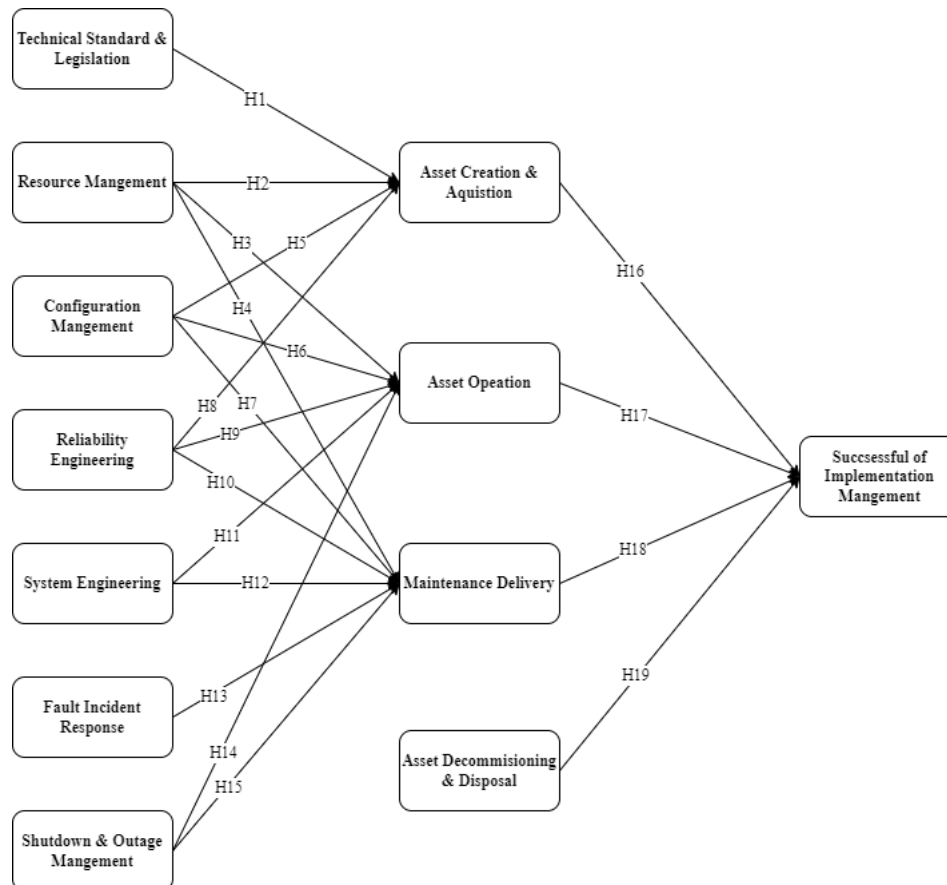 Technical Standard &
Legislation
H1
Resource Mangement
H2
Asset Creation &
Aquistion
H3
H5
H16
Configuration
Mangement
H4
H6
Asset Opeation
H7
H8
H17
Reliability
Engineering
H9
H10
Succsessful of
Implementation
Mangement
H11
System Engineering
H12
Maintenance Delivery
H18
Fault Incident
Response
H13
H19
H14
Asset Decommisioning
& Disposal
H15
Shutdown & Outage
Mangement